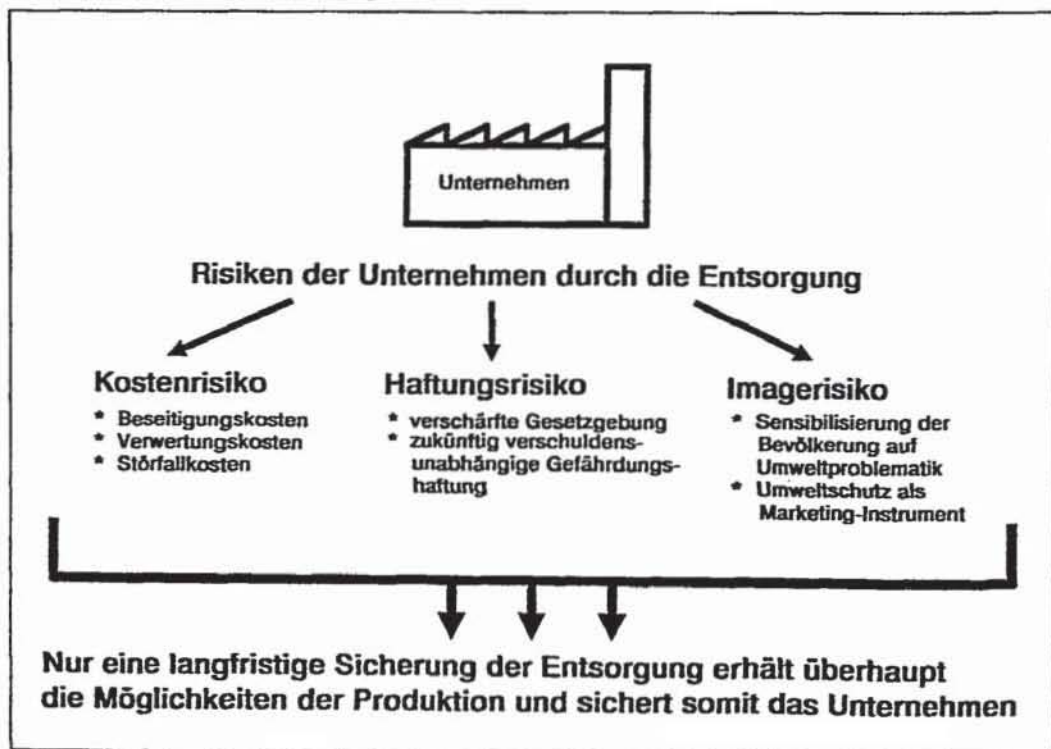 Unternehmen
Risiken der Unternehmen durch die Entsorgung
Kostenrisiko
* Beseitigungskosten
* Verwertungskosten
* Störfallkosten
Haftungsrisiko
* verschärfte Gesetzgebung
* zukünftig verschuldens-
unabhängige Gefährdungs-
haftung
Imagerisiko
* Sensibilisierung der
Bevölkerung auf
Umweltproblematik
* Umweltschutz als
Marketing-Instrument
Nur eine langfristige Sicherung der Entsorgung erhält überhaupt
die Möglichkeiten der Produktion und sichert somit das Unternehmen